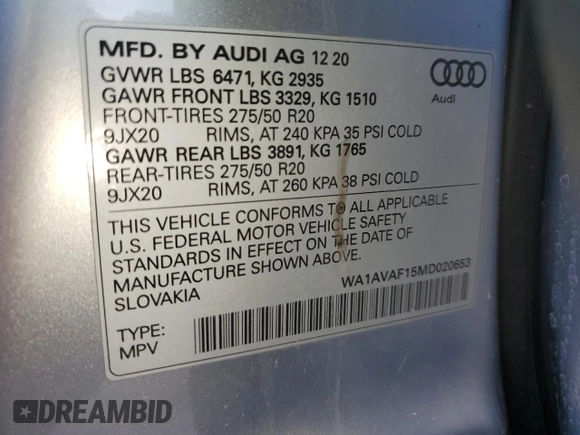 MFD. BY AUDI AG 12 20
GVWR LBS 6471, KG 2935
GAWR FRONT LBS 3329, KG 1510
FRONT-TIRES 275/50 R20
9JX20 RIMS, AT 240 KPA 35 PSI COLD
GAWR REAR LBS 3891, KG 1765
REAR-TIRES 275/50 R20
9JX20 RIMS, AT 260 KPA 38 PSI COLD
Audi
THIS VEHICLE CONFORMS TO ALL APPLICABLE
U.S. FEDERAL MOTOR VEHICLE SAFETY
STANDARDS IN EFFECT ON THE DATE OF
MANUFACTURE SHOWN ABOVE.
SLOVAKIA
WA1AVAF15MD020653
TYPE:
MPV
DREAMBID